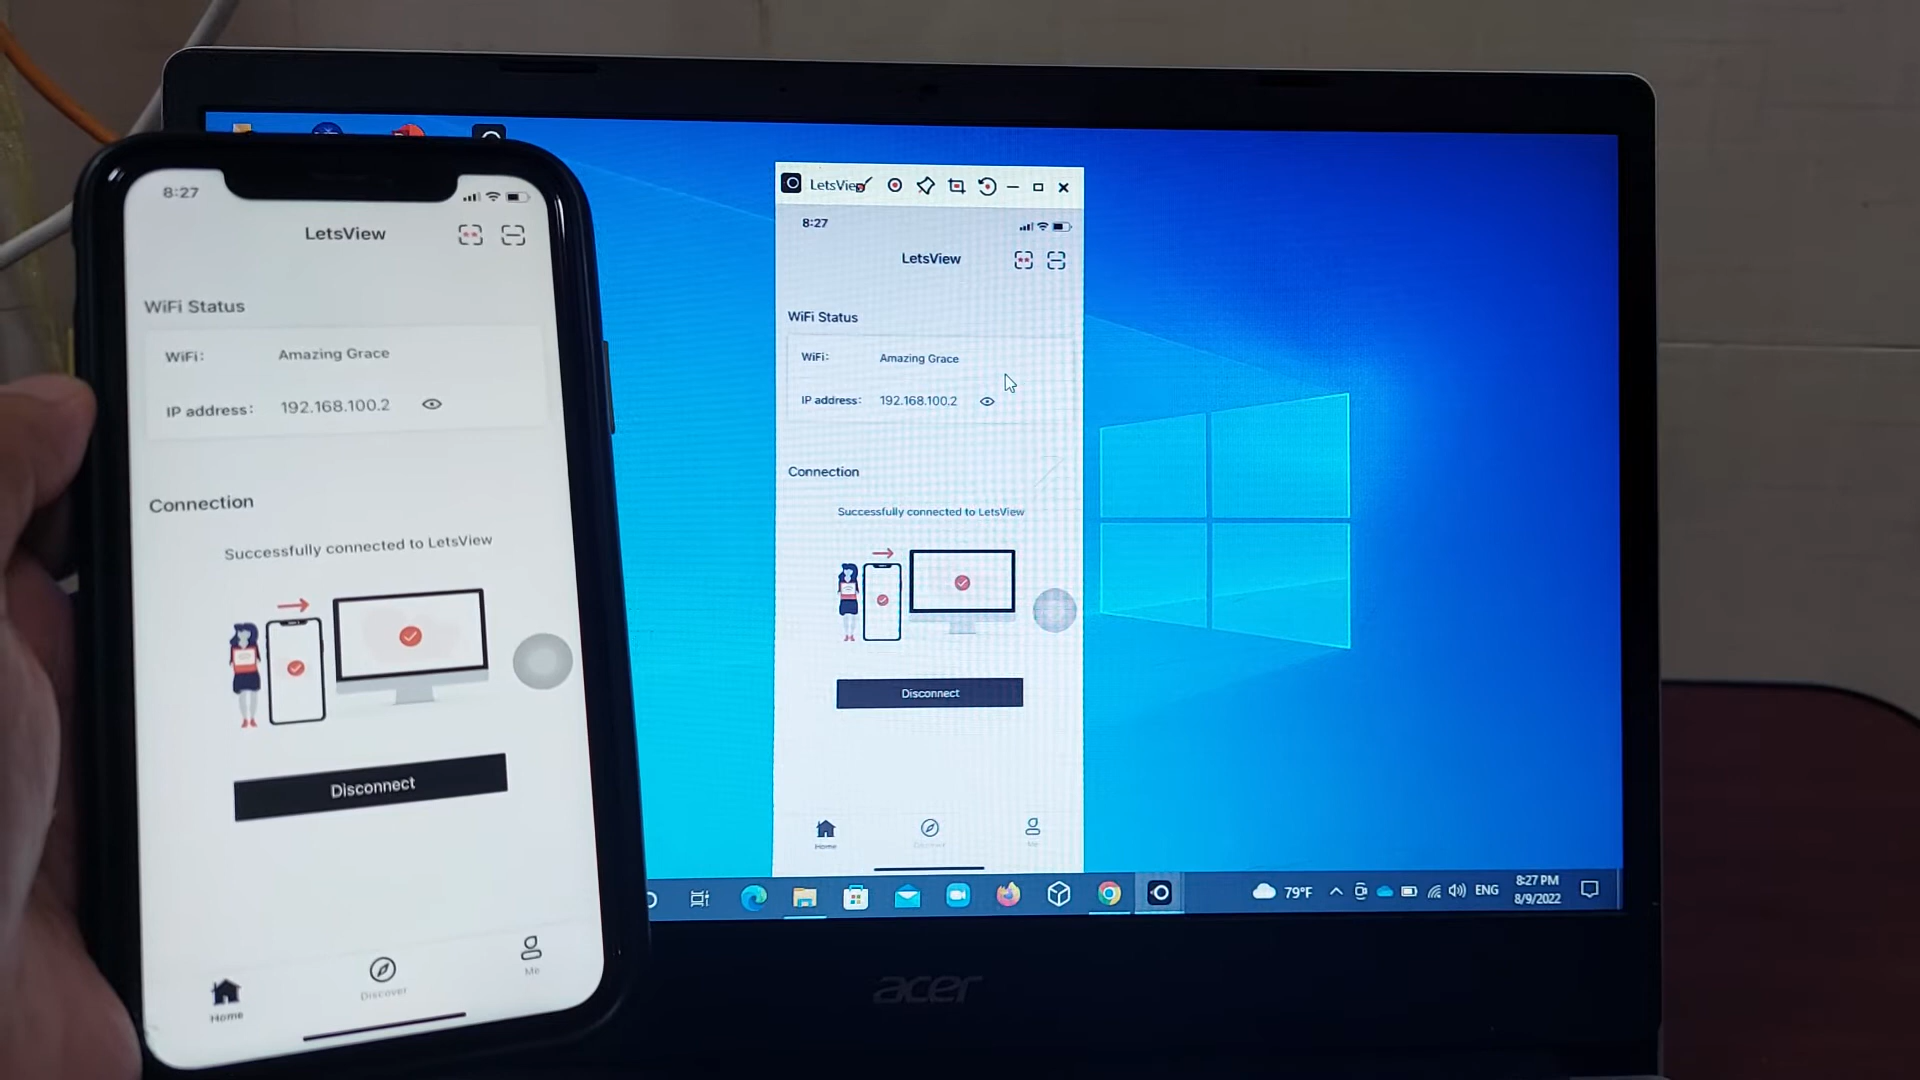 8:27
LetsView
WiFi Status
WiFi:
Amazing Grace
IP address:
192.168.100.2
Connection
Successfully connected to LetsView
Disconnect
Home
Discover
Me
LetsView
8:27
LetsView
WiFi Status
WiFi:
Amazing Grace
IP address:
192.168.100.2
Connection
Successfully connected to LetsView
Disconnect
Home
Discover
Me
79°F
ENG
8:27 PM
8/9/2022
acer